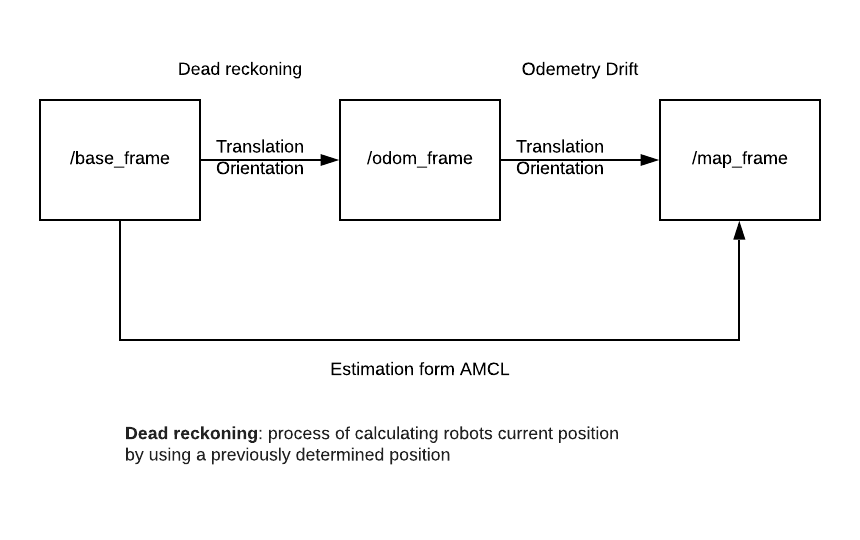 Dead reckoning
Odemetry Drift
/base_frame
Translation
Orientation
/odom_frame
Translation
Orientation
/map_frame
Estimation form AMCL
Dead reckoning: process of calculating robots current position
by using a previously determined position